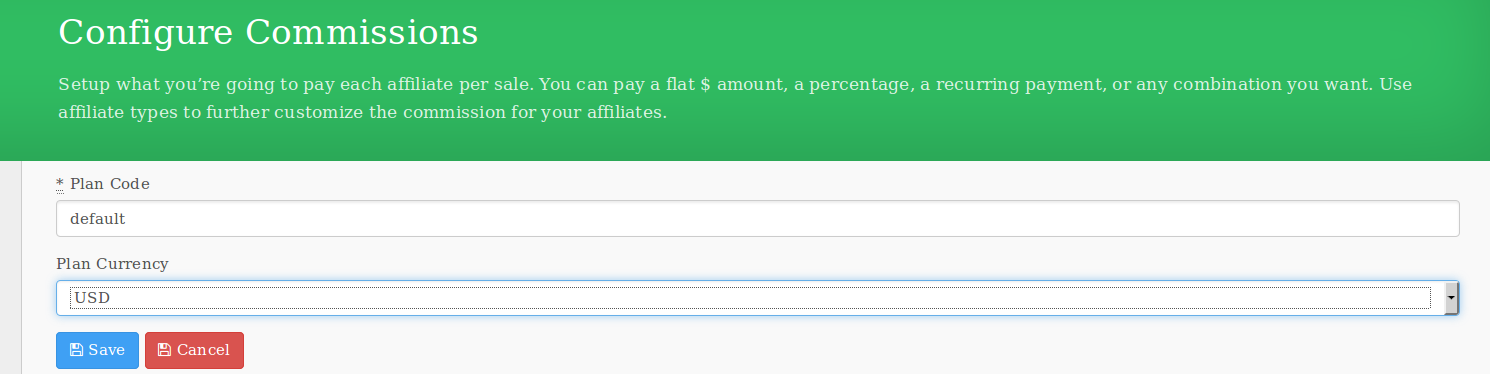 Configure Commissions
Setup what you’re going to pay each affiliate per sale. You can pay a flat $ amount, a percentage, a recurring payment, or any combination you want. Use
affiliate types to further customize the commission for your affiliates.
* Plan Code
default
Plan Currency
USD
Save Cancel